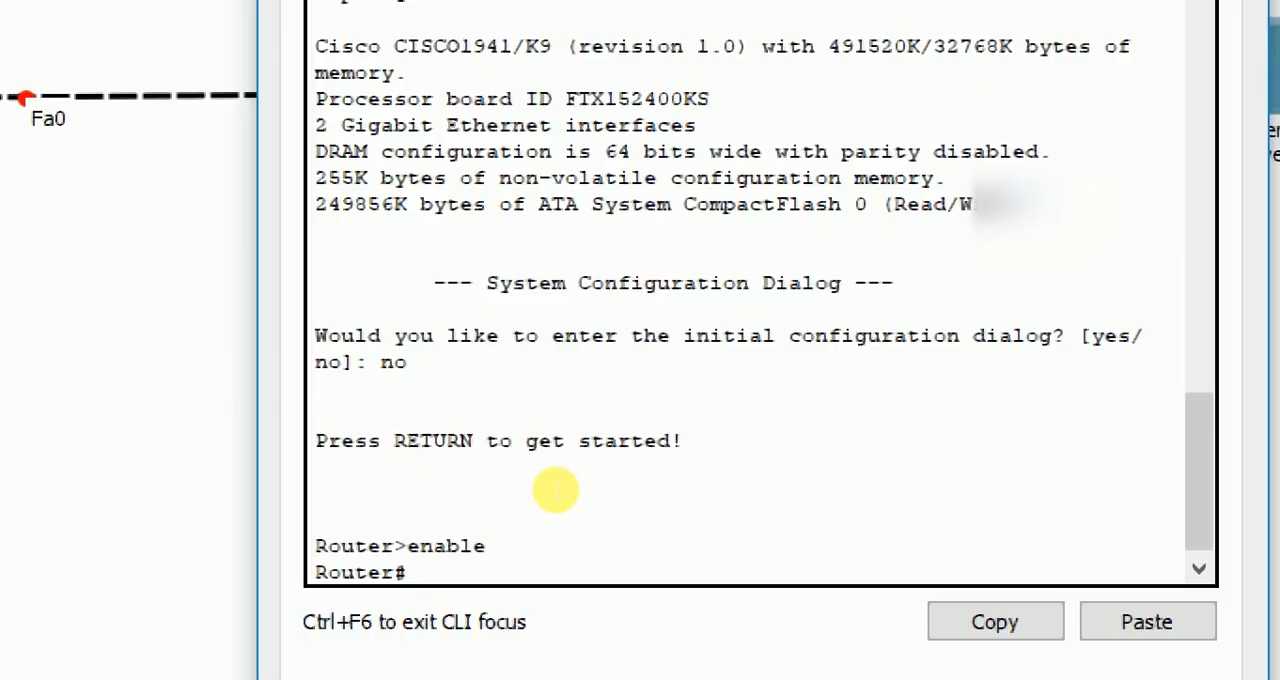 Cisco CISCO1941/K9 (revision 1.0) with 491520K/32768K bytes of
memory.
Processor board ID FTX152400KS
2 Gigabit Ethernet interfaces
DRAM configuration is 64 bits wide with parity disabled.
255K bytes of non-volatile configuration memory.
249856K bytes of ATA System CompactFlash 0 (Read/W
--- System Configuration Dialog ---
Would you like to enter the initial configuration dialog? [yes/
no]: no
Press RETURN to get started!
Router>enable
Router#
Ctrl+F6 to exit CLI focus
Copy
Paste
Fa0